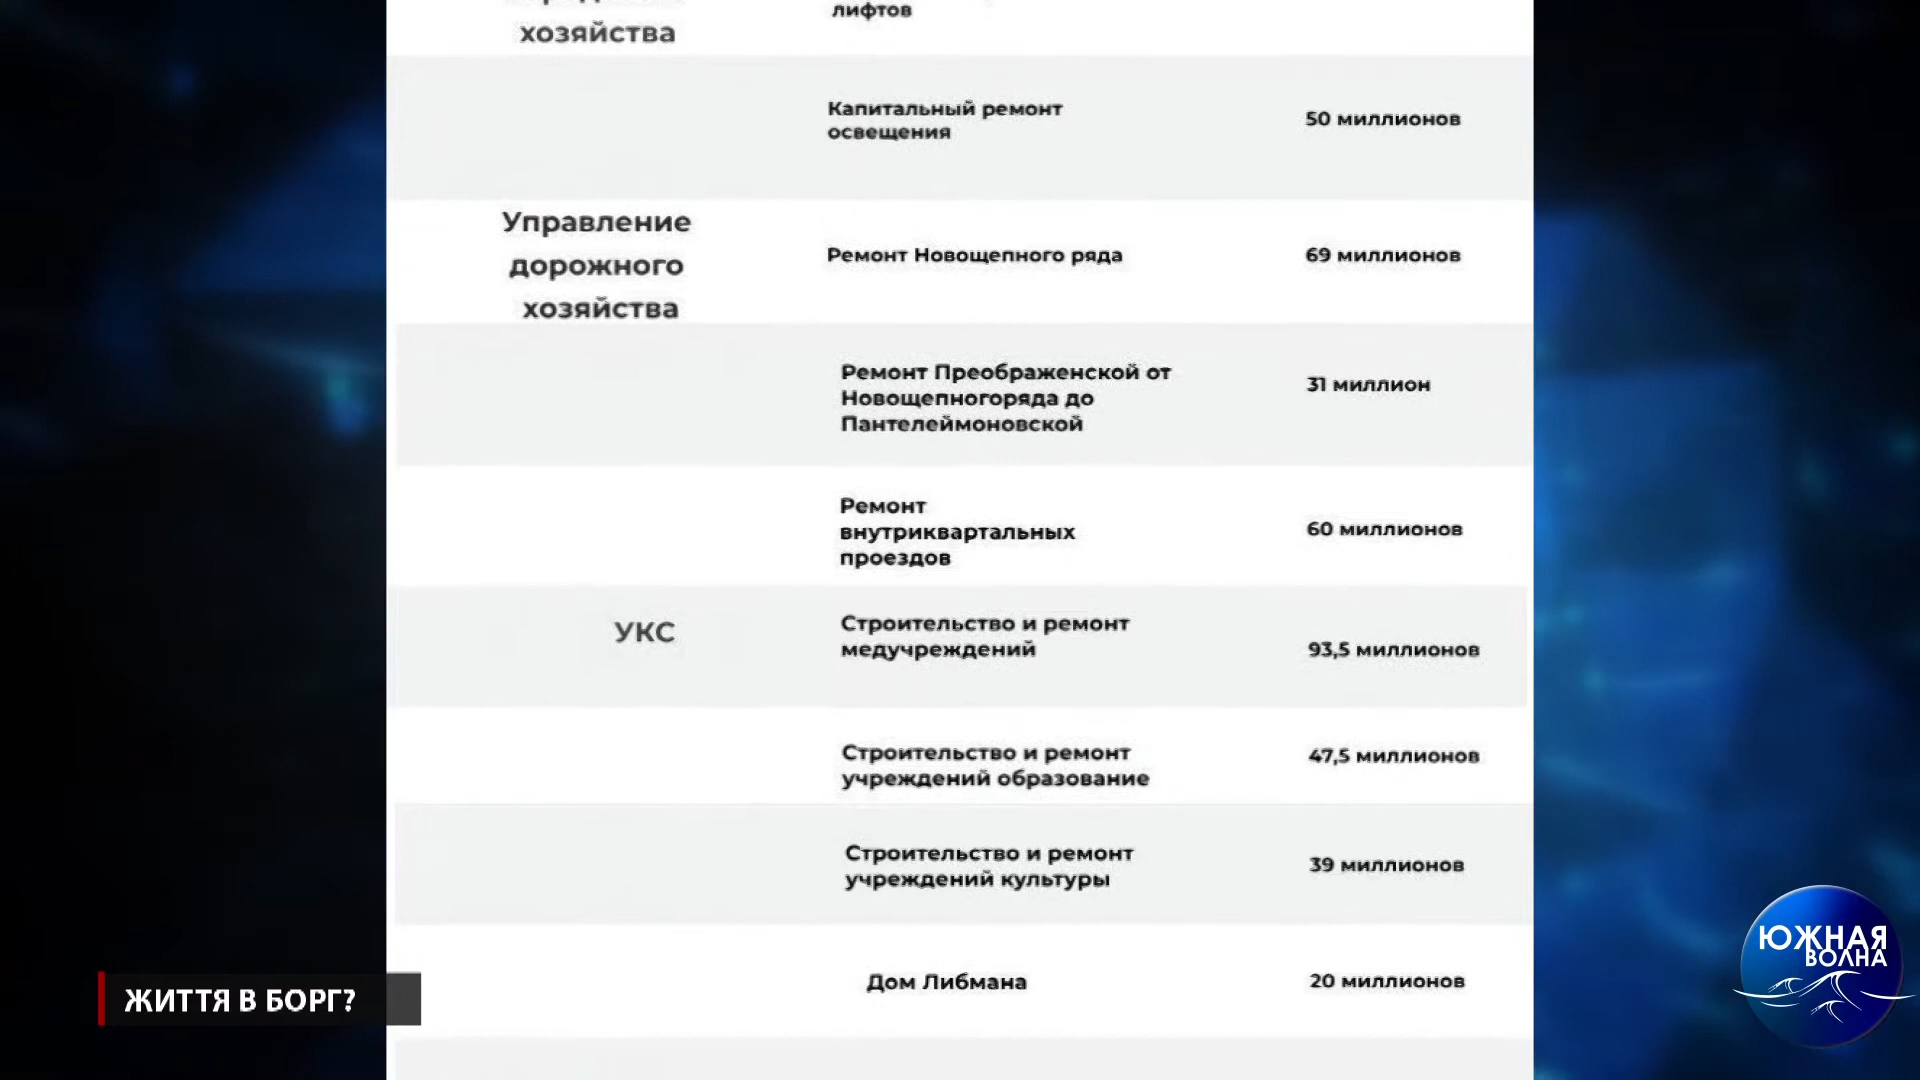 хозяйства
лифтов
Капитальный ремонт
освещения
50 миллионов
Управление
дорожного
хозяйства
Ремонт Новощепного ряда
69 миллионов
Ремонт Преображенской от
Новощепногоряда до
Пантелеймоновской
31 миллион
Ремонт
внутриквартальных
проездов
60 миллионов
УКС
Строительство и ремонт
медучреждений
93,5 миллионов
Строительство и ремонт
учреждений образование
47,5 миллионов
Строительство и ремонт
учреждений культуры
39 миллионов
Дом Либмана
20 миллионов
ЖИТТЯ В БОРГ?
ЮЖНАЯ
ВОЛНА